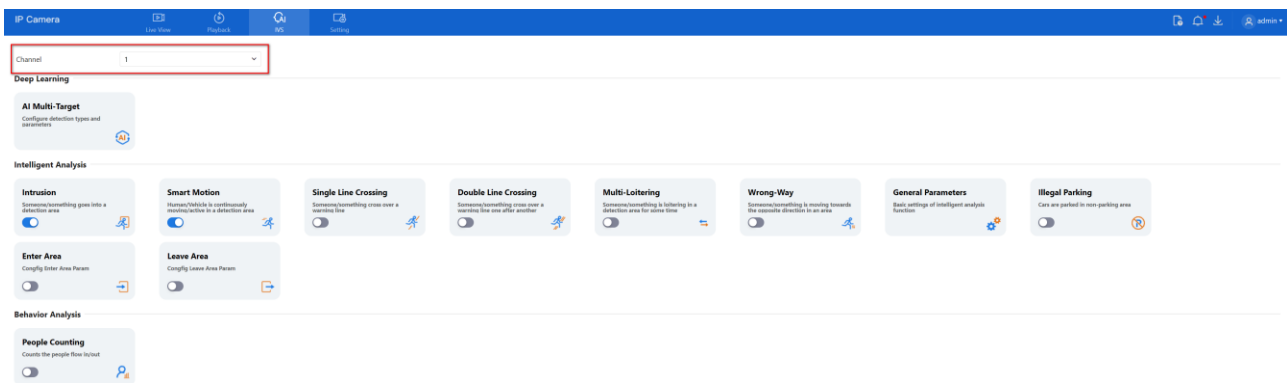 IP Camera
Live View
Playback
IVS
Setting
admin
Channel
1
Deep Learning
AI Multi-Target
Configure detection types and
parameters
AI
Intelligent Analysis
Intrusion
Someone/something goes into a
detection area
Smart Motion
Human/Vehicle is continuously
moving/active in a detection area
Single Line Crossing
Someone/something cross over a
warning line
Double Line Crossing
Someone/something cross over a
warning line one after another
Multi-Loitering
Someone/something is loitering in a
detection area for some time
Wrong-Way
Someone/something is moving towards
the opposite direction in an area
General Parameters
Basic settings of intelligent analysis
function
Illegal Parking
Cars are parked in non-parking area
P
Enter Area
Congfig Enter Area Param
Leave Area
Congfig Leave Area Param
Behavior Analysis
People Counting
Counts the people flow in/out